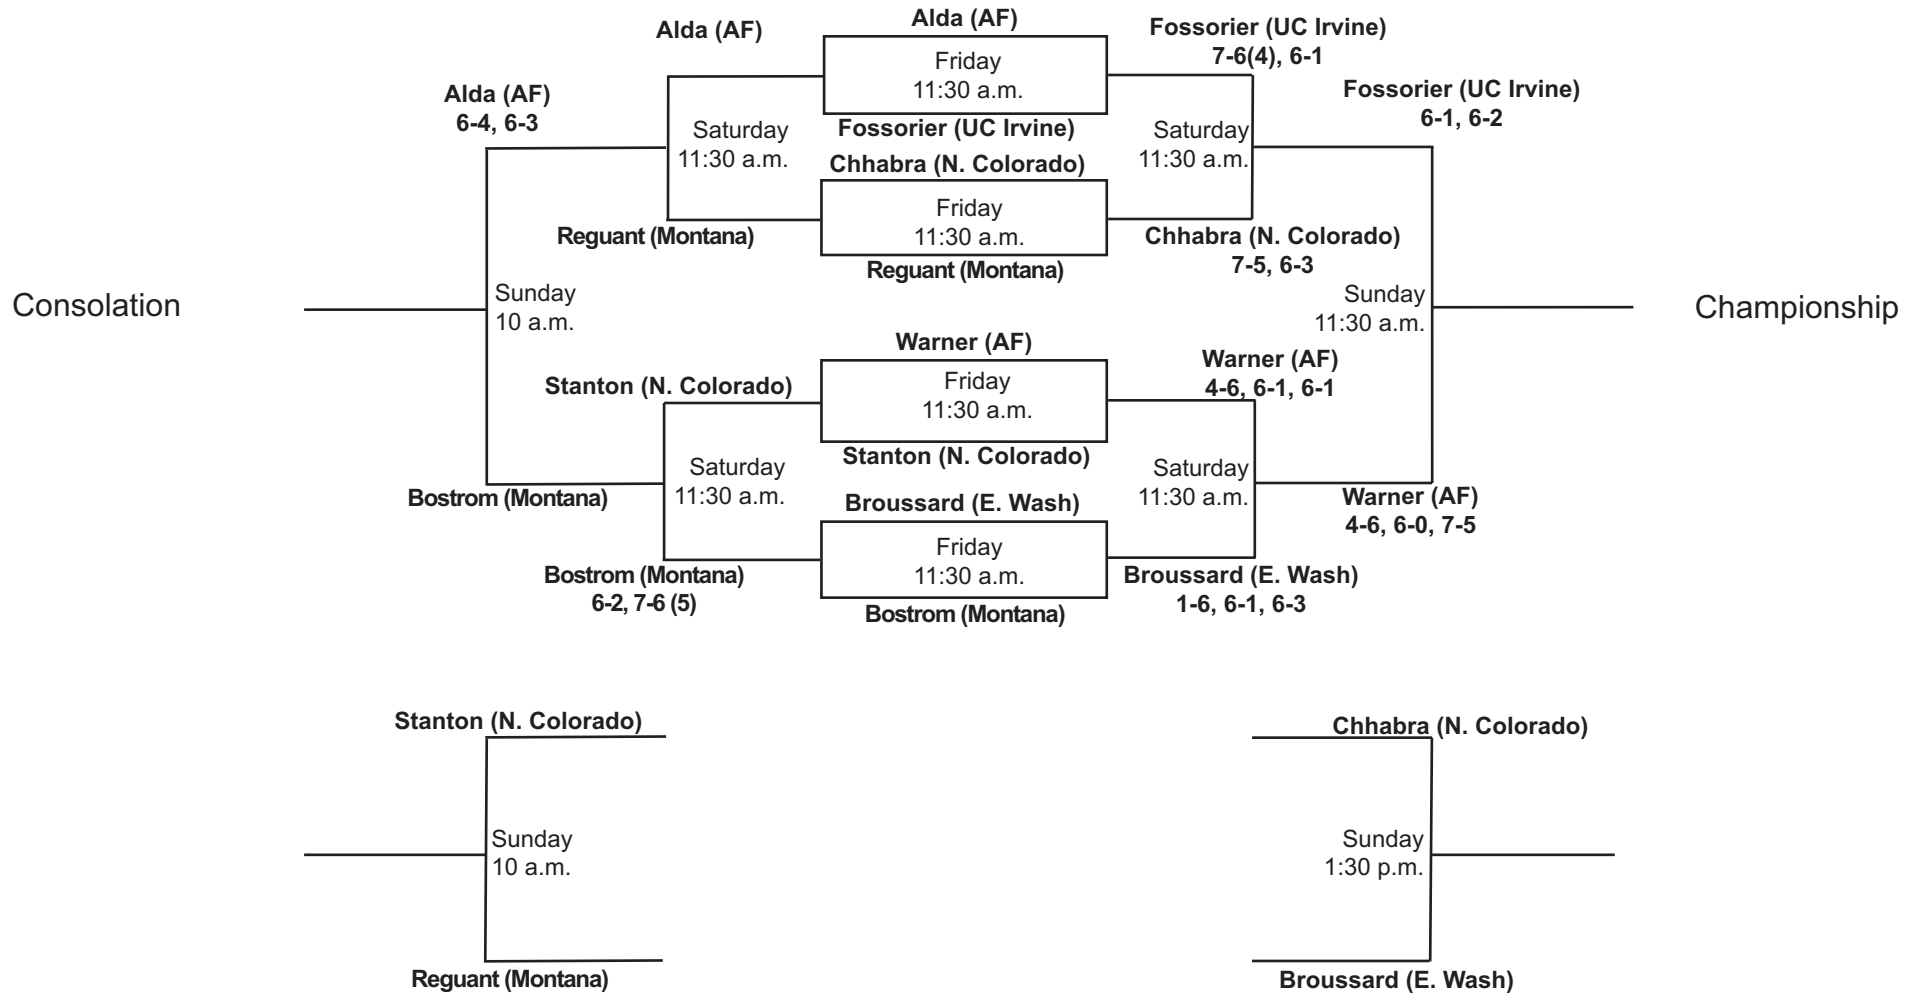 Alda (AF)
Alda (AF)
Fossorier (UC Irvine)
7-6(4), 6-1
Friday
11:30 a.m.
Alda (AF)
6-4, 6-3
Fossorier (UC Irvine)
6-1, 6-2
Saturday
11:30 a.m.
Fossorier (UC Irvine)
Saturday
11:30 a.m.
Chhabra (N. Colorado)
Friday
11:30 a.m.
Reguant (Montana)
Reguant (Montana)
Chhabra (N. Colorado)
7-5, 6-3
Consolation
Sunday
10 a.m.
Sunday
11:30 a.m.
Championship
Warner (AF)
Stanton (N. Colorado)
Friday
11:30 a.m.
Warner (AF)
4-6, 6-1, 6-1
Stanton (N. Colorado)
Saturday
11:30 a.m.
Saturday
11:30 a.m.
Bostrom (Montana)
Broussard (E. Wash)
Warner (AF)
4-6, 6-0, 7-5
Friday
11:30 a.m.
Bostrom (Montana)
6-2, 7-6 (5)
Bostrom (Montana)
Broussard (E. Wash)
1-6, 6-1, 6-3
Stanton (N. Colorado)
Chhabra (N. Colorado)
Sunday
10 a.m.
Sunday
1:30 p.m.
Reguant (Montana)
Broussard (E. Wash)